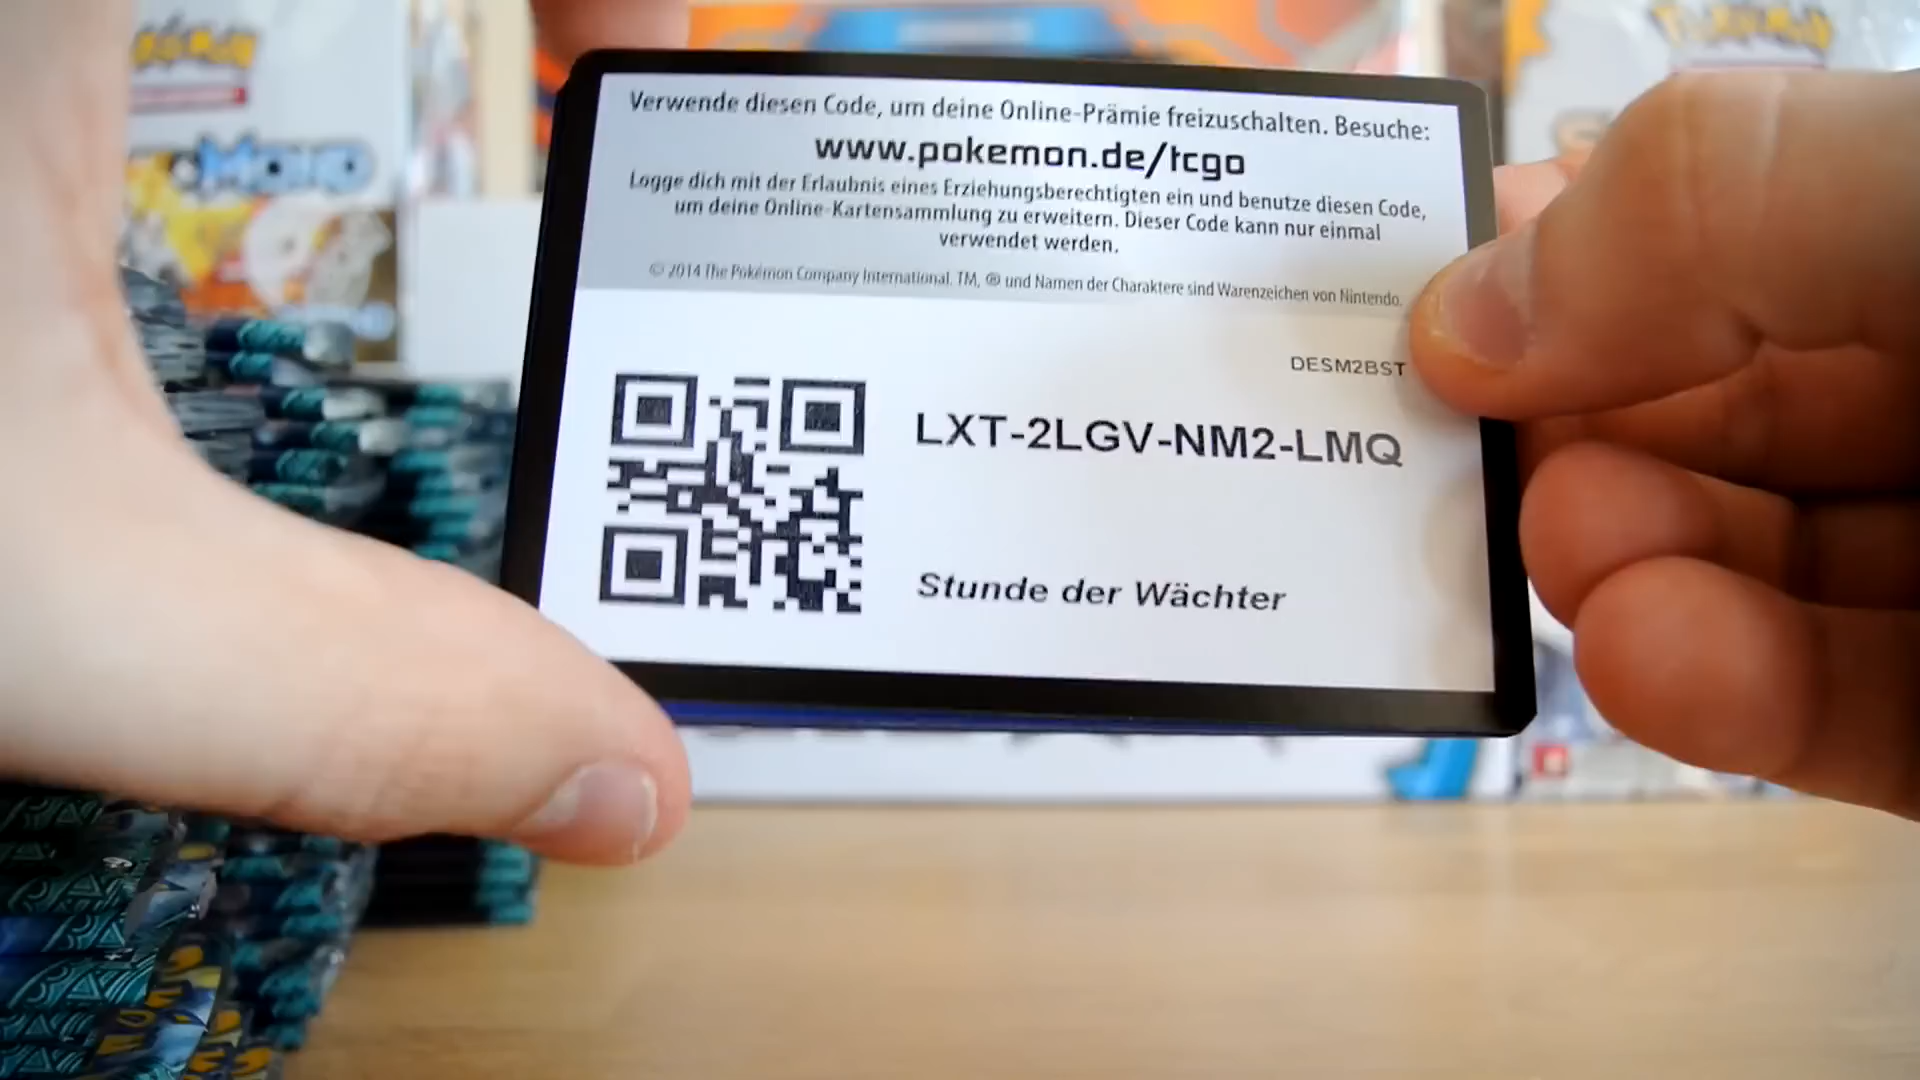 POKéMON
POKéMON
Verwende diesen Code, um deine Online-Prämie freizuschalten. Besuche:
www.pokemon.de/tcgo
Logge dich mit der Erlaubnis eines Erziehungsberechtigten ein und benutze diesen Code,
um deine Online-Kartensammlung zu erweitern. Dieser Code kann nur einmal
verwendet werden.
© 2014 The Pokémon Company International. TM, ® und Namen der Charaktere sind Warenzeichen von Nintendo.
DESM2BST
LXT-2LGV-NM2-LMQ
Stunde der Wächter